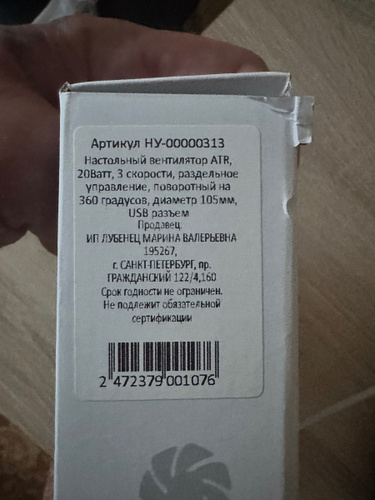 Артикул НУ-00000313
Настольный вентилятор ATR,
20Ватт, 3 скорости, раздельное
управление, поворотный на
360 градусов, диаметр 105мм,
USB разъем
Продавец:
ИП ЛУБЕНЕЦ МАРИНА ВАЛЕРЬЕВНА
195267,
г. САНКТ-ПЕТЕРБУРГ, пр.
ГРАЖДАНСКИЙ 122/4,160
Срок годности не ограничен.
Не подлежит обязательной
сертификации
2 472379 001076